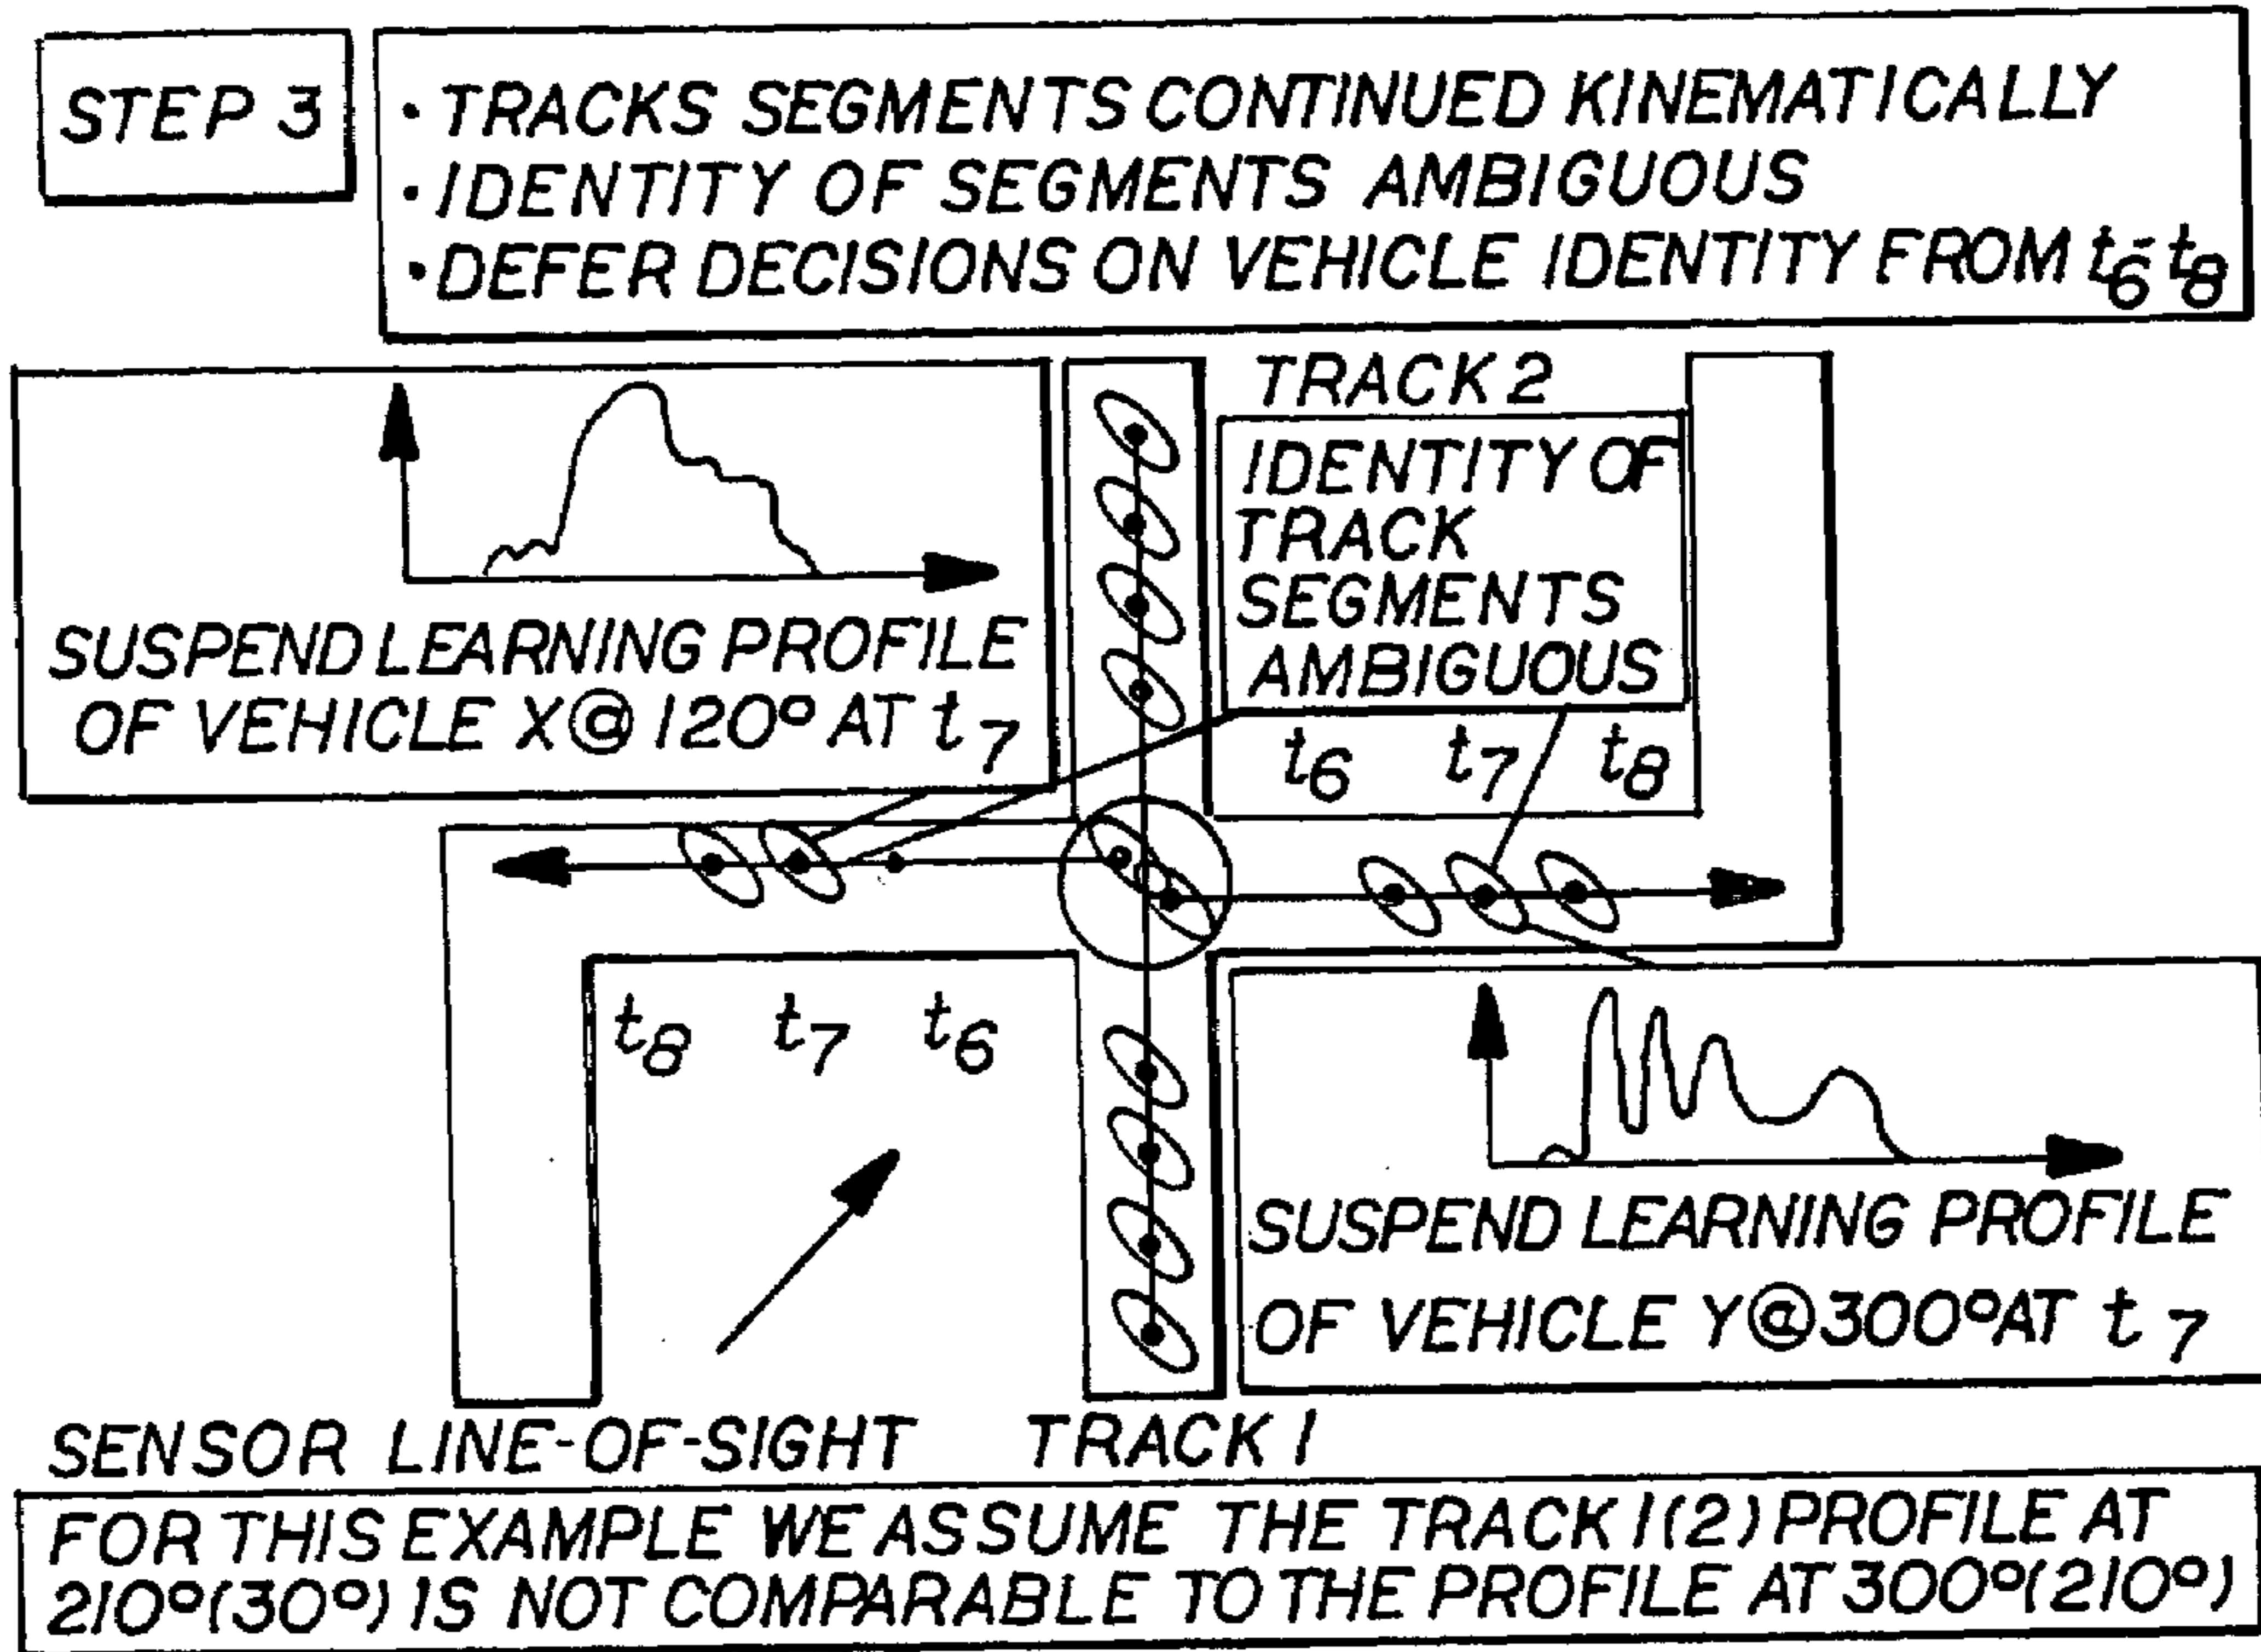 STEP 3
• TRACKS SEGMENTS CONTINUED KINEMATICALLY
• IDENTITY OF SEGMENTS AMBIGUOUS
• DEFER DECISIONS ON VEHICLE IDENTITY FROM t6-t8
TRACK 2
IDENTITY OF
TRACK
SEGMENTS
AMBIGUOUS
SUSPEND LEARNING PROFILE
OF VEHICLE X@ 120° AT t7
t6 t7 t8
t8 t7 t6
SUSPEND LEARNING PROFILE
OF VEHICLE Y@300°AT t7
SENSOR LINE-OF-SIGHT
TRACK 1
FOR THIS EXAMPLE WE ASSUME THE TRACK 1(2) PROFILE AT
210°(30°) IS NOT COMPARABLE TO THE PROFILE AT 300°(210°)